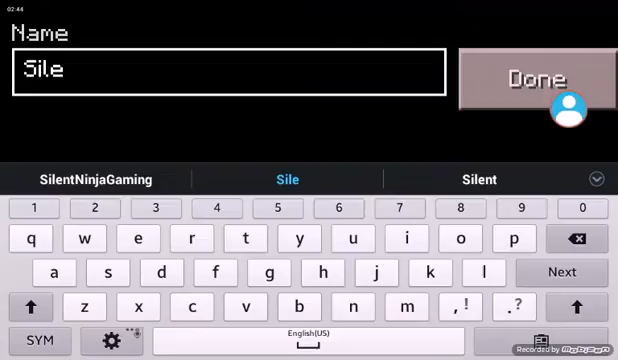 02:44
Name
Sile
Done
SilentNinjaGaming Sile Silent
1 2 3 4 5 6 7 8 9 0
q w e r t y u i o p
a s d f g h j k l Next
z x c v b n m ,! .?
SYM English(US)
Recorded by Mobizen